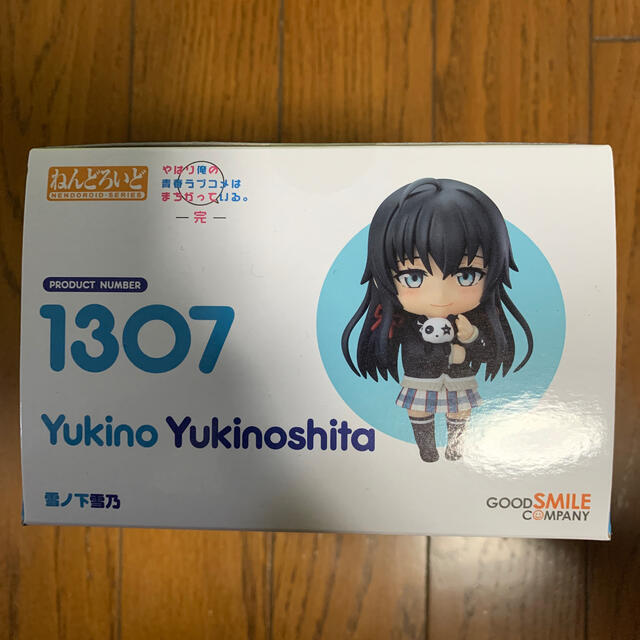 ねんどろいど
NENDOROID-SERIES
やはり俺の
青春ラブコメは
まちがっている。
完
PRODUCT NUMBER
1307
Yukino Yukinoshita
雪ノ下雪乃
GOOD SMILE
COMPANY